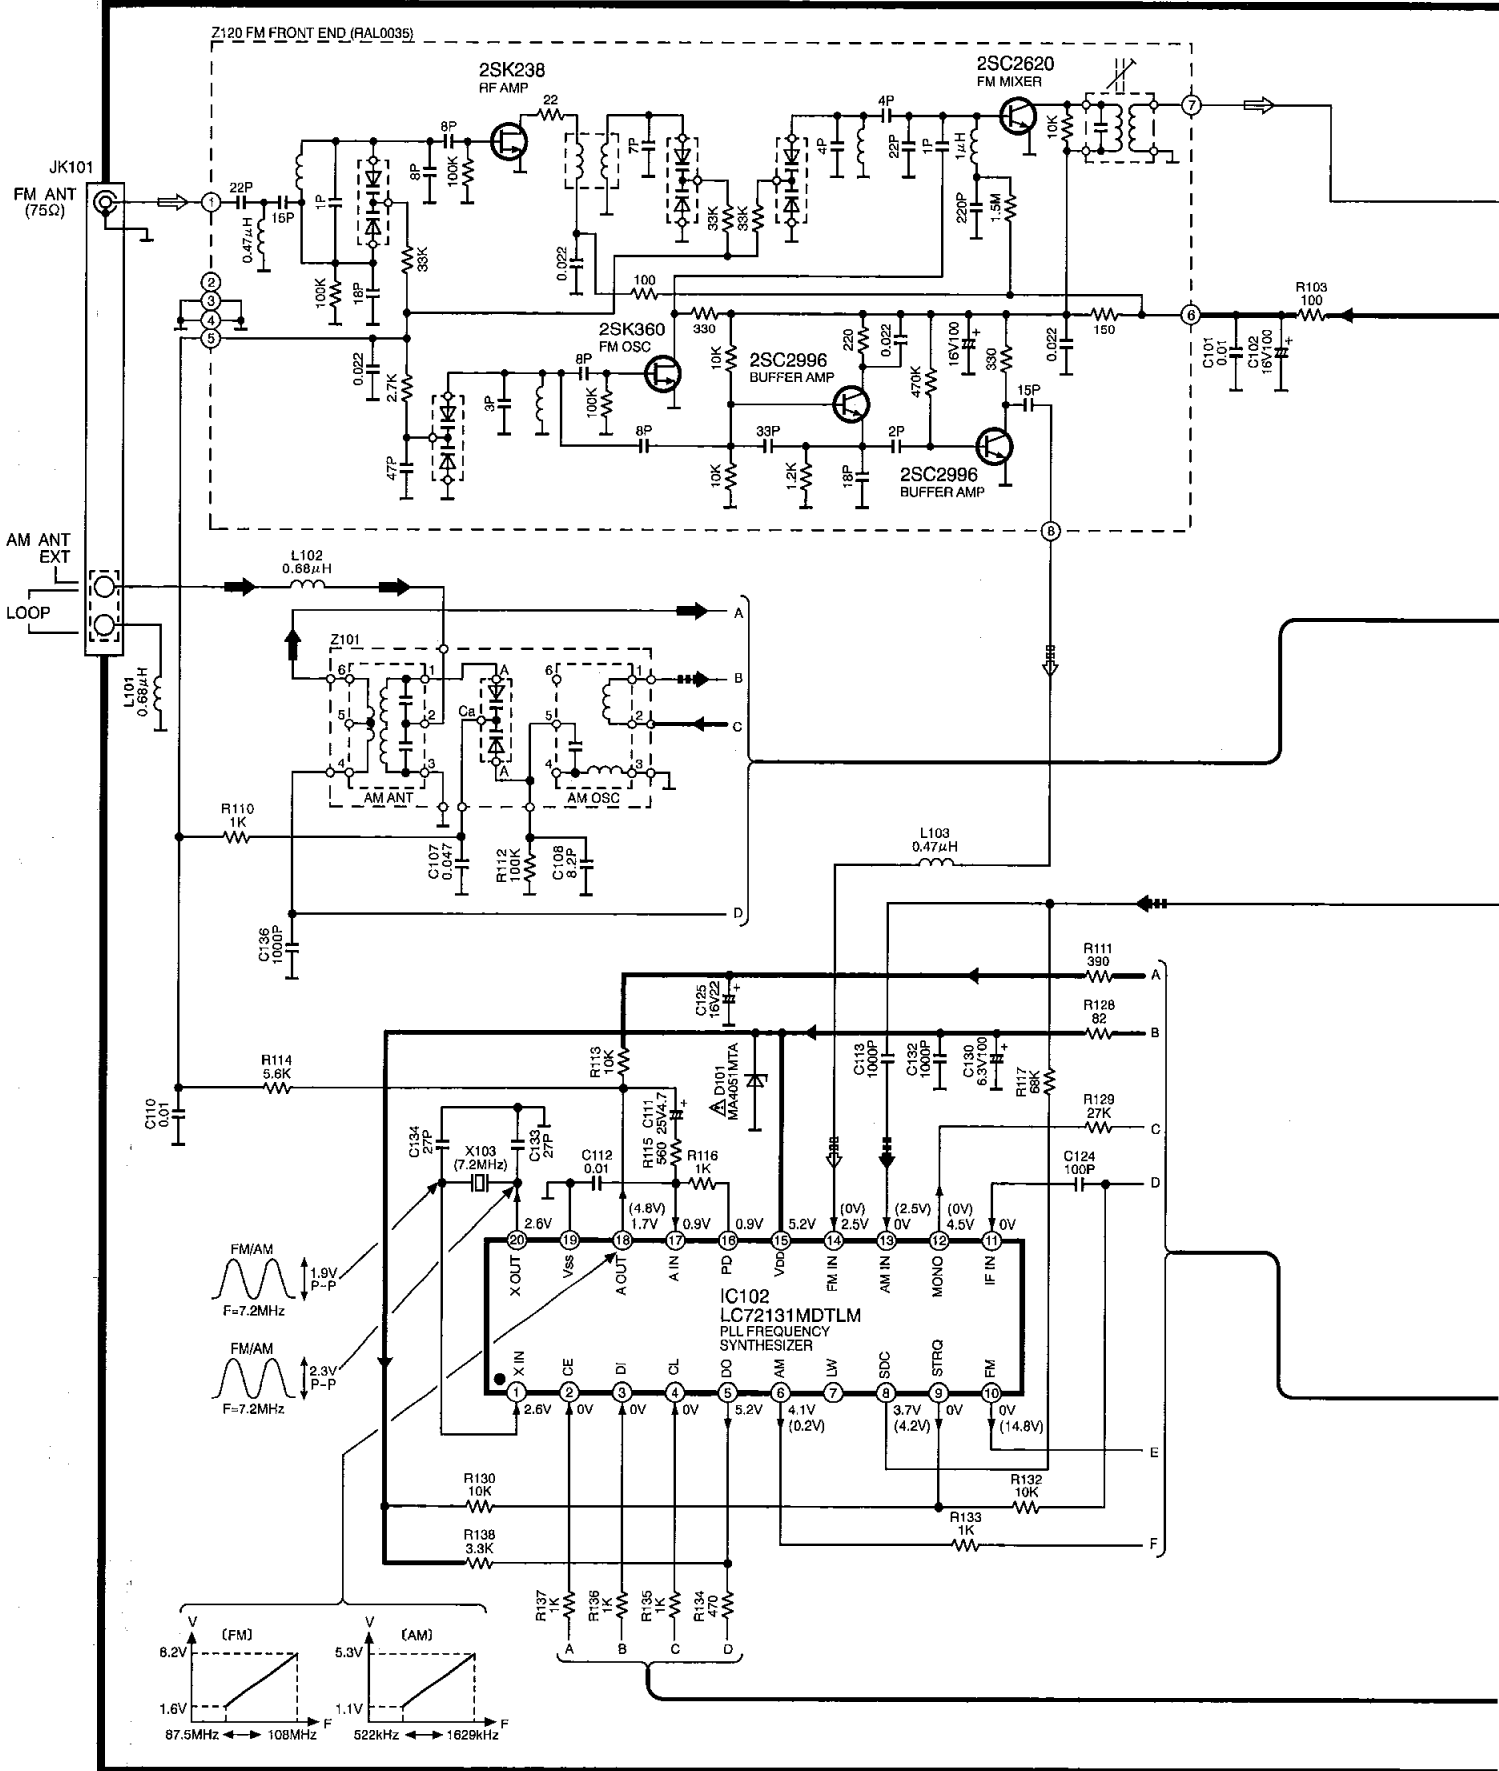 Z120 FM FRONT END (RAL0035)
2SK238
RF AMP
2SC2620
FM MIXER
22
4P
8P
8P
100K
7P
4P
22P
1P
1μH
10K
7
JK101
FM ANT
(75Ω)
1
22P
15P
0.47μH
1P
33K
33K
33K
220P
1.5M
2
3
4
5
100K
18P
0.022
100
R103
100
2SK360
FM OSC
330
150
6
0.022
2.7K
8P
10K
2SC2996
BUFFER AMP
220
0.022
16V100
330
0.022
C101
0.01
C102
16V100
+
+
3P
100K
470K
15P
47P
8P
33P
2P
10K
1.2K
18P
2SC2996
BUFFER AMP
8
AM ANT
EXT
LOOP
L102
0.68μH
A
Z101
L101
0.68μH
6
1
A
6
1
B
Ca
5
2
5
2
C
4
3
A
4
3
AM ANT
AM OSC
R110
1K
C107
0.047
R112
100K
C108
8.2P
L103
0.47μH
D
C136
1000P
C125
16V22
+
R111
390
A
R128
82
B
R114
5.6K
R113
10K
D101
MA4051MTA
C113
1000P
C132
1000P
C130
6.3V100
+
R117
68K
C110
0.01
C111
25V4.7
+
R129
27K
C
C134
27P
C133
27P
X103
(7.2MHz)
C112
0.01
R115
560
R116
1K
C124
100P
D
2.6V
(4.8V)
1.7V
0.9V
0.9V
5.2V
(0V)
2.5V
(2.5V)
0V
(0V)
4.5V
0V
20
19
18
17
16
15
14
13
12
11
X OUT
Vss
A OUT
A IN
PD
VDD
FM IN
AM IN
MONO
IF IN
FM/AM
1.9V
P-P
F=7.2MHz
IC102
LC72131MDTLM
PLL FREQUENCY
SYNTHESIZER
FM/AM
2.3V
P-P
F=7.2MHz
X IN
CE
DI
CL
DO
AM
LW
SDC
STRQ
FM
1
2
3
4
5
6
7
8
9
10
2.6V
0V
0V
0V
5.2V
4.1V
(0.2V)
3.7V
(4.2V)
0V
0V
(14.8V)
E
R130
10K
R132
10K
R138
3.3K
R133
1K
F
R137
1K
R136
1K
R135
1K
R134
470
A
B
C
D
V
(FM)
8.2V
1.6V
87.5MHz
108MHz
F
V
(AM)
5.3V
1.1V
522kHz
1629kHz
F